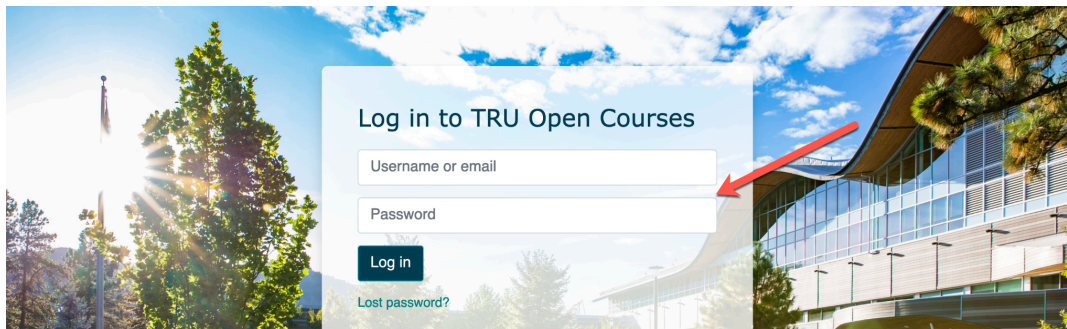 Log in to TRU Open Courses
Username or email
Password
Log in
Lost password?